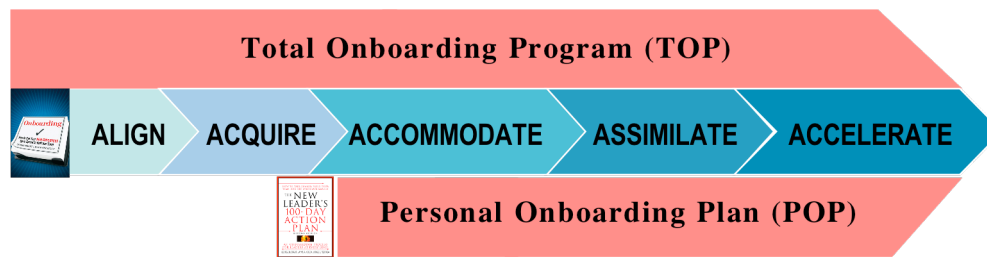 Total Onboarding Program (TOP)
Onboarding
ALIGN
ACQUIRE
ACCOMMODATE
ASSIMILATE
ACCELERATE
THE
NEW
LEADER'S
100-DAY
ACTION
PLAN
Personal Onboarding Plan (POP)